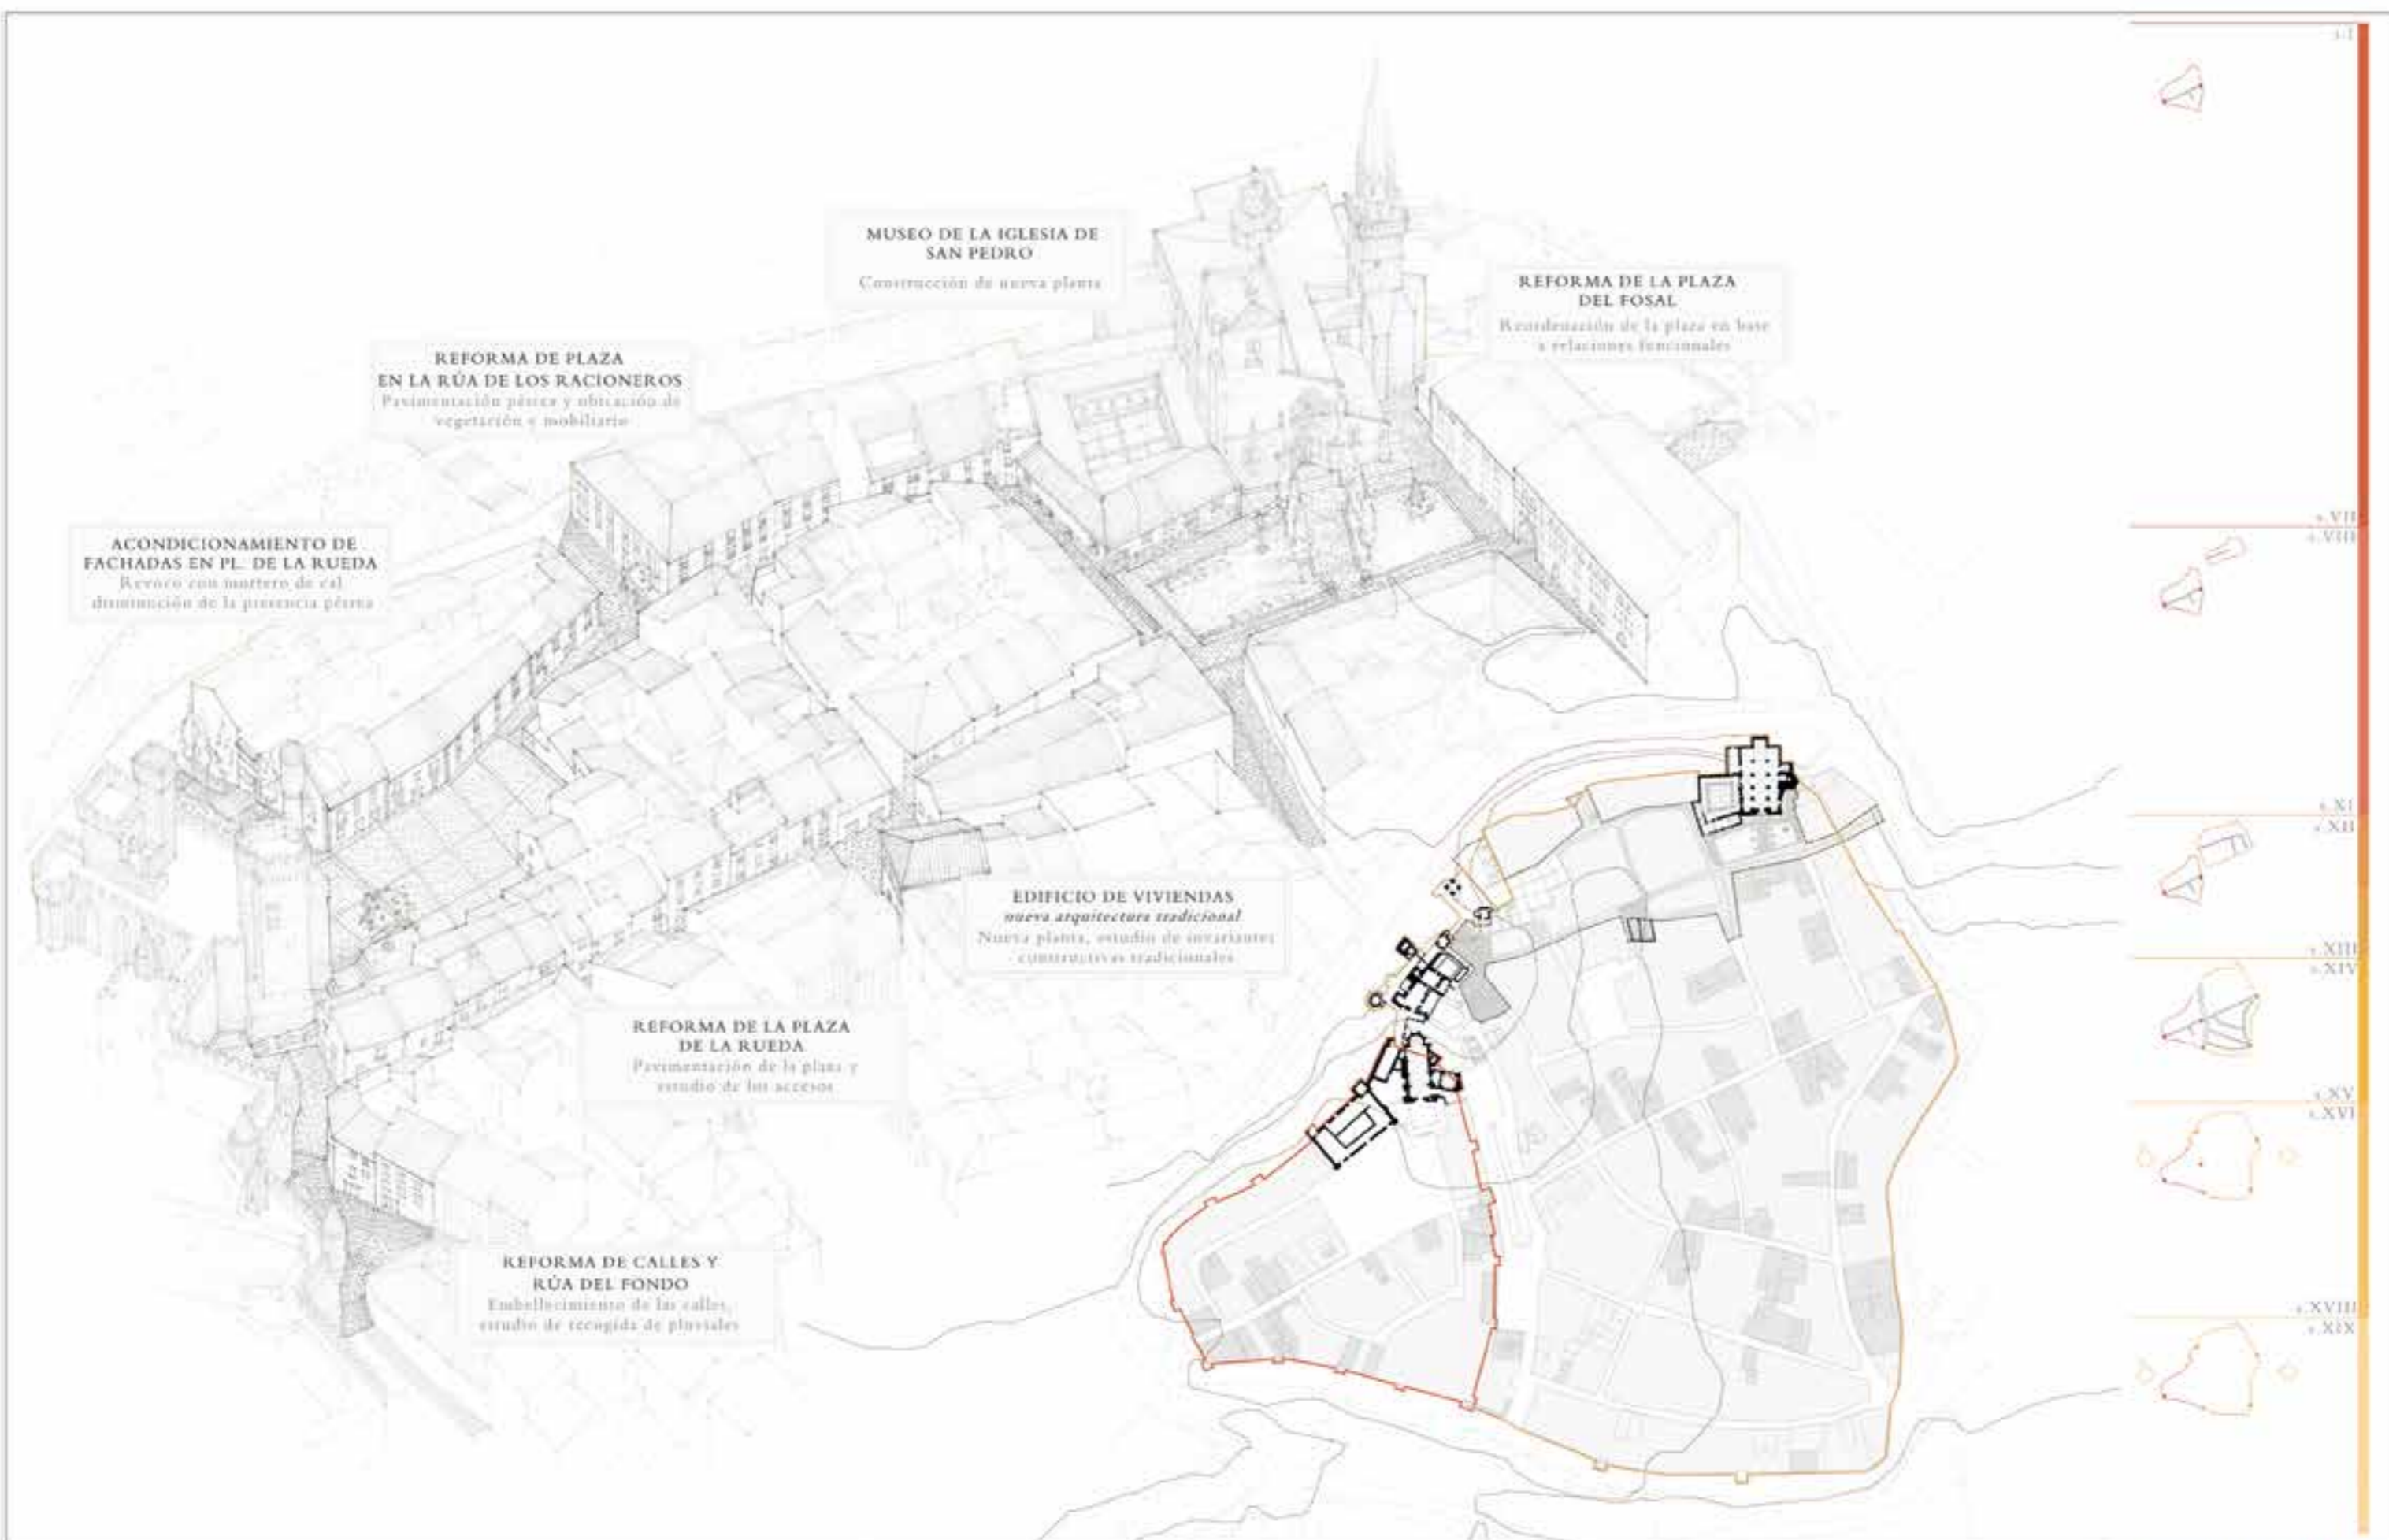 MUSEO DE LA IGLESIA DE
SAN PEDRO
Construcción de nueva planta
REFORMA DE LA PLAZA
DEL FOSAL
Reordenación de la plaza en base
a relaciones funcionales
REFORMA DE PLAZA
EN LA RÚA DE LOS RACIONEROS
Pavimentación pétrea y ubicación de
vegetación y mobiliario
ACONDICIONAMIENTO DE
FACHADAS EN PL. DE LA RUEDA
Revoco con mortero de cal
disminución de la presencia pétrea
EDIFICIO DE VIVIENDAS
nueva arquitectura tradicional
Nueva planta, estudio de invariantes
constructivas tradicionales
REFORMA DE LA PLAZA
DE LA RUEDA
Pavimentación de la plaza y
estudio de los accesos
REFORMA DE CALLES Y
RÚA DEL FONDO
Embellecimiento de las calles,
estudio de recogida de pluviales
s.I
s.VII
s.VIII
s.XI
s.XII
s.XIII
s.XIV
s.XV
s.XVI
s.XVIII
s.XIX